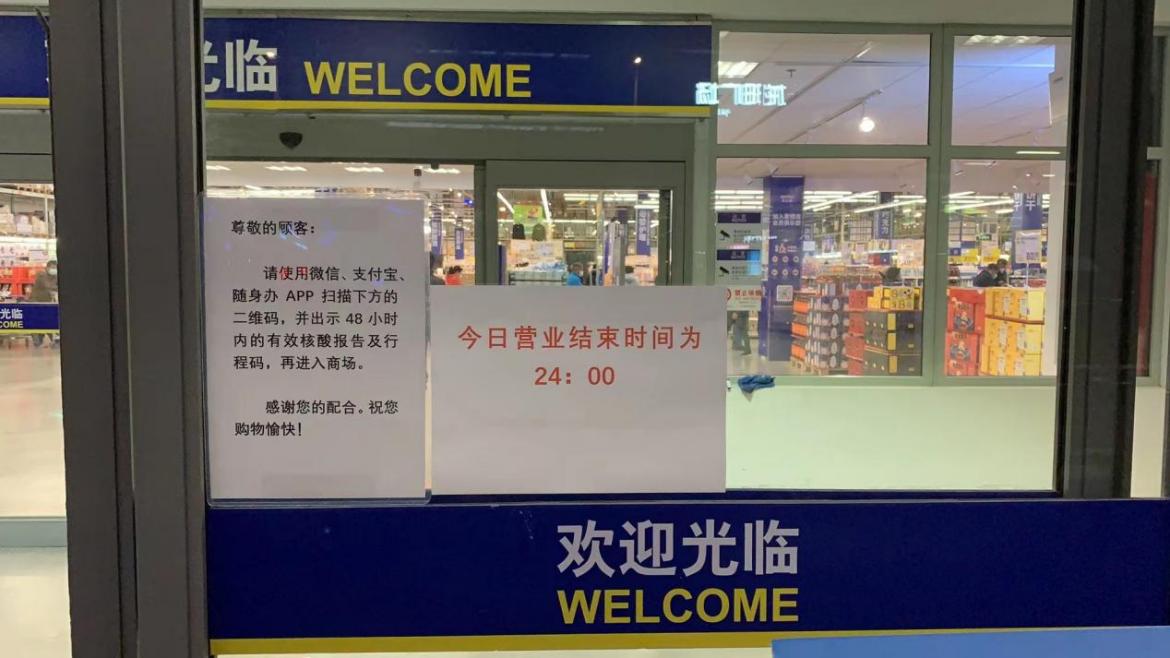 光临 WELCOME
尊敬的顾客：
请使用微信、支付宝、
随身办 APP 扫描下方的
二维码，并出示 48 小时
内的有效核酸报告及行
程码，再进入商场。
感谢您的配合。祝您
购物愉快！
今日营业结束时间为
24：00
光临
COME
欢迎光临
WELCOME